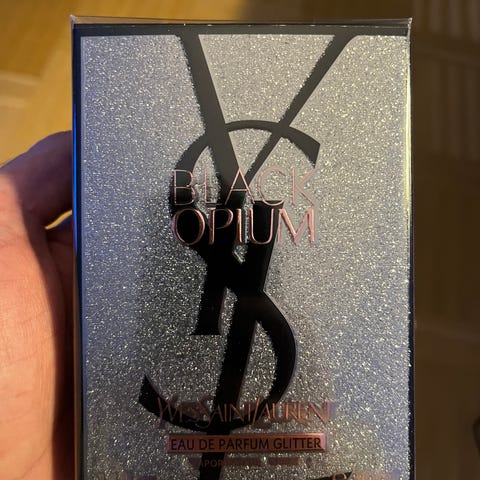 BLACK
OPIUM
YVES SAINT LAURENT
EAU DE PARFUM GLITTER